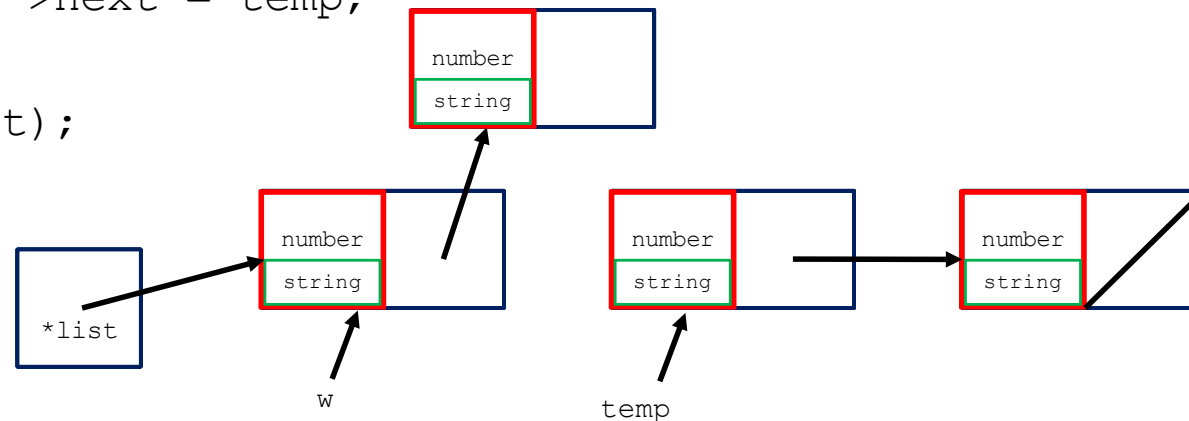 >next = temp;
number
string
t);
number
string
number
string
number
string
*list
w
temp